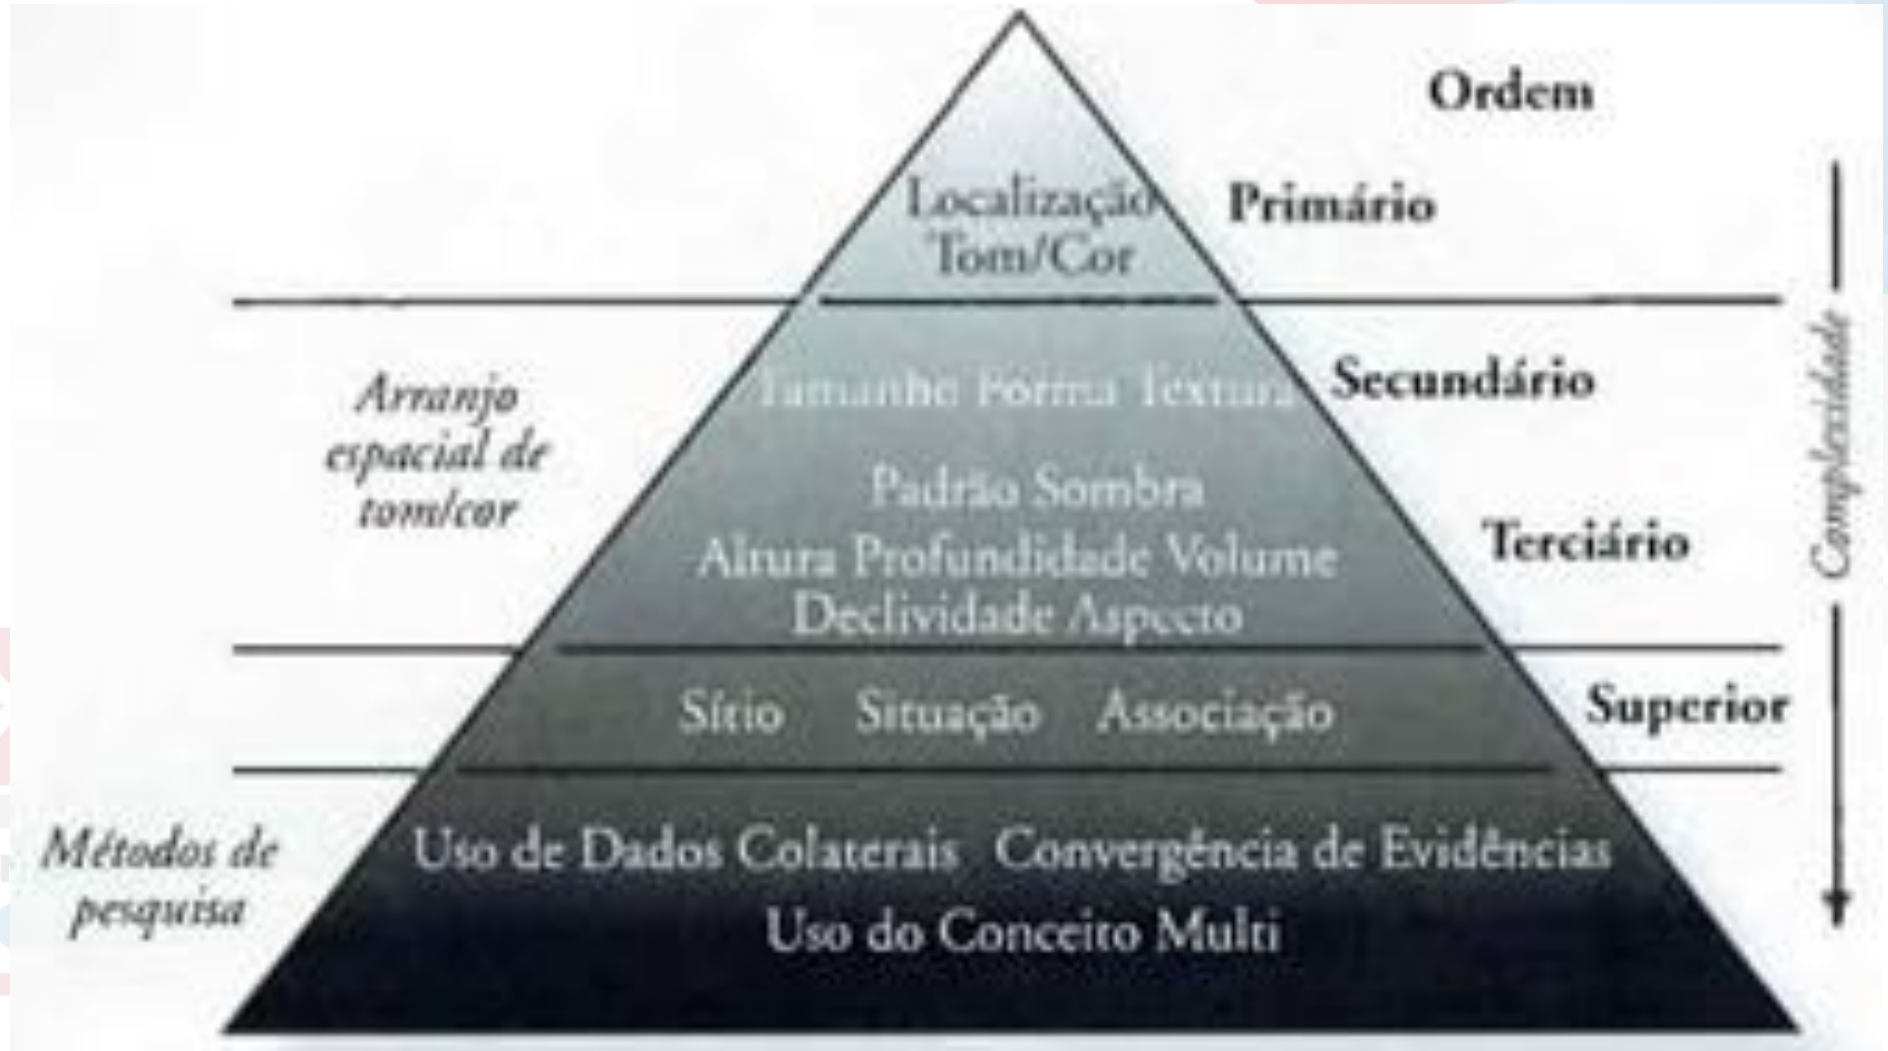 Ordem
Localização
Tom/Cor
Primário
Arranjo
espacial de
tom/cor
Tamanho Forma Textura
Secundário
Padrão Sombra
Altura Profundidade Volume
Declividade Aspecto
Terciário
Sítio Situação Associação
Superior
Métodos de
pesquisa
Uso de Dados Colaterais Convergência de Evidências
Uso do Conceito Multi
Complexidade